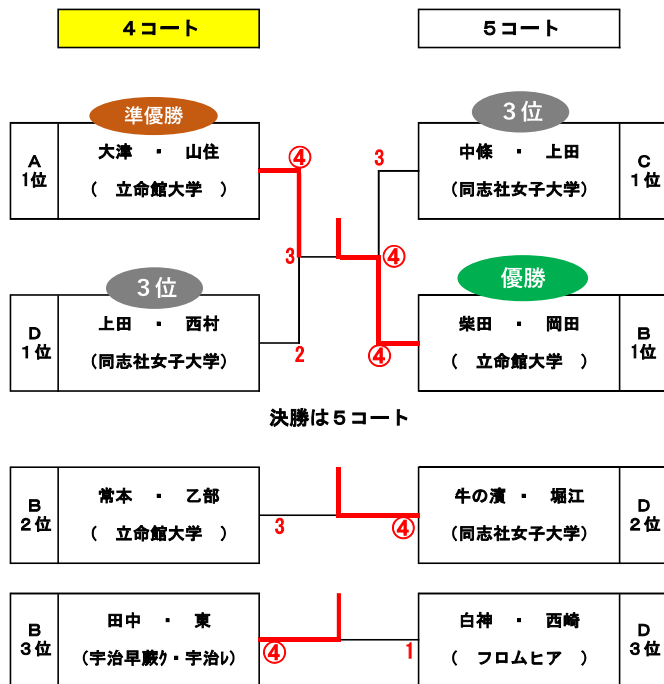 4コート
5コート
準優勝
3位
A
1位
大津 ・ 山住
( 立命館大学 )
④
3
中條 ・ 上田
(同志社女子大学)
C
1位
3
④
3位
優勝
D
1位
上田 ・ 西村
(同志社女子大学)
2
④
柴田 ・ 岡田
( 立命館大学 )
B
1位
決勝は5コート
B
2位
常本 ・ 乙部
( 立命館大学 )
3
④
牛の濱 ・ 堀江
(同志社女子大学)
D
2位
B
3位
田中 ・ 東
(宇治早蕨ク・宇治レ)
④
1
白神 ・ 西崎
( フロムヒア )
D
3位